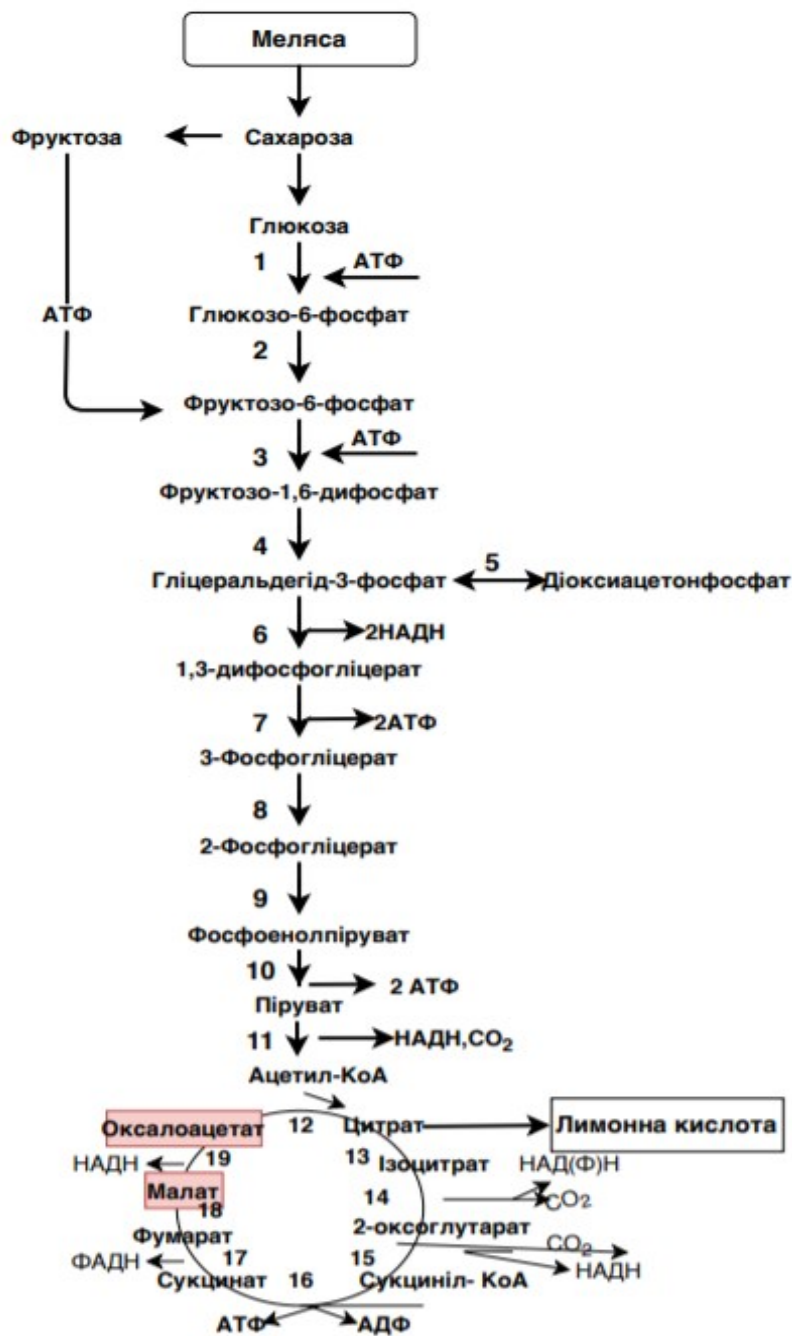 Меляса
Фруктоза
Сахароза
Глюкоза
1
АТФ
АТФ
Глюкозо-6-фосфат
2
Фруктозо-6-фосфат
3
АТФ
Фруктозо-1,6-дифосфат
4
Гліцеральдегід-3-фосфат
5
Діоксиацетонфосфат
6
2НАДН
1,3-дифосфогліцерат
7
2АТФ
3-Фосфогліцерат
8
2-Фосфогліцерат
9
Фосфоенолпіруват
10
2 АТФ
Піруват
11
НАДН,CO₂
Ацетил-КоА
Оксалоацетат
12
Цитрат
Лимонна кислота
НАДН
19
13
Ізоцитрат
НАД(Ф)Н
Малат
18
14
CO₂
Фумарат
2-оксоглутарат
CO₂
ФАДН
17
15
НАДН
Сукцинат
16
Сукциніл- КоА
АТФ
АДФ